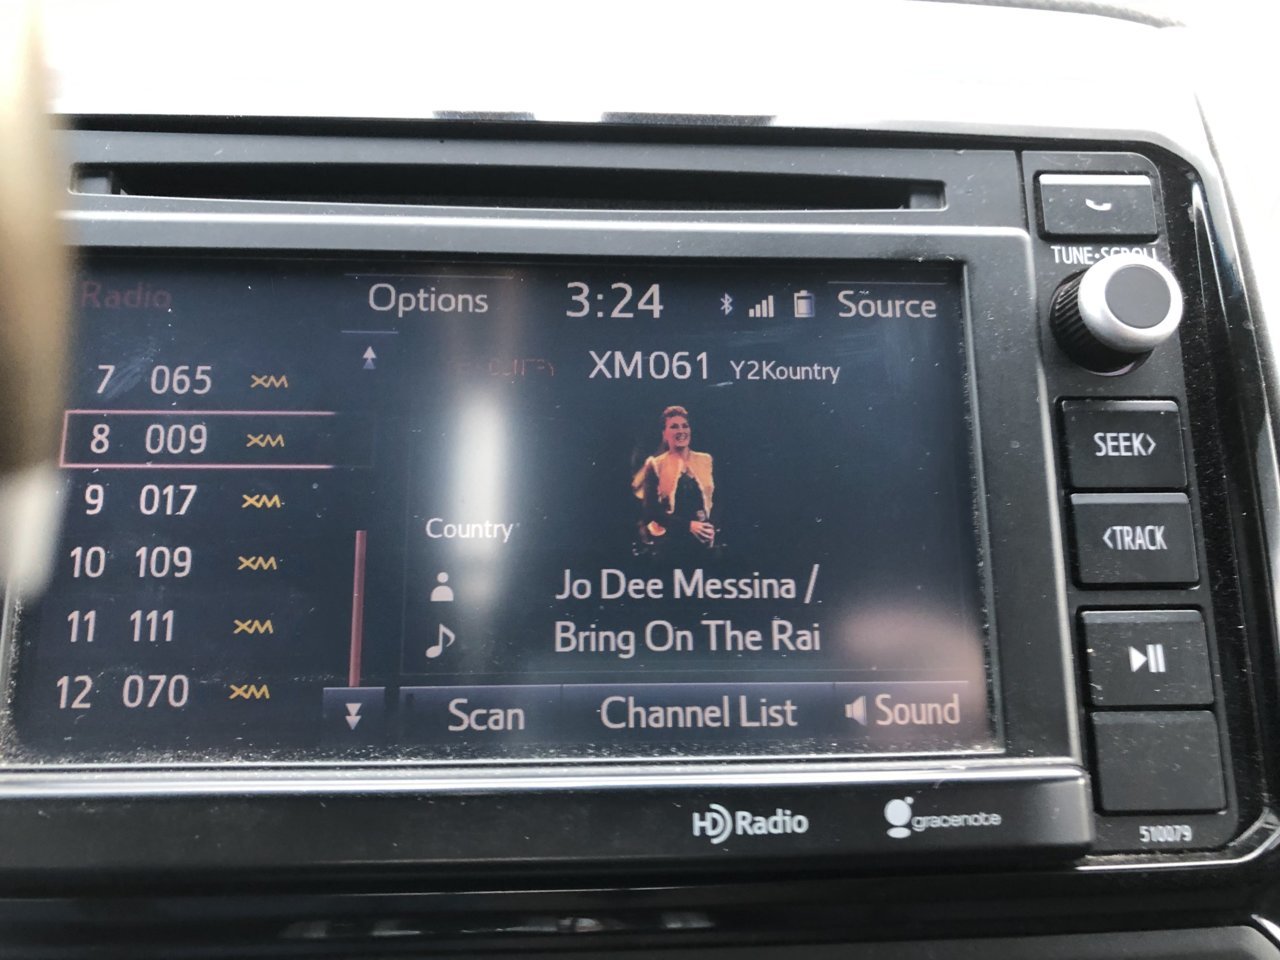 Radio Options 3:24 Source
XM061 Y2Kountry
7 065 XM
8 009 XM
9 017 XM
10 109 XM
11 111 XM
12 070 XM
Country
Jo Dee Messina /
Bring On The Rai
Scan Channel List Sound
HD Radio gracenote
TUNE•SCROLL
SEEK>
<TRACK
510079